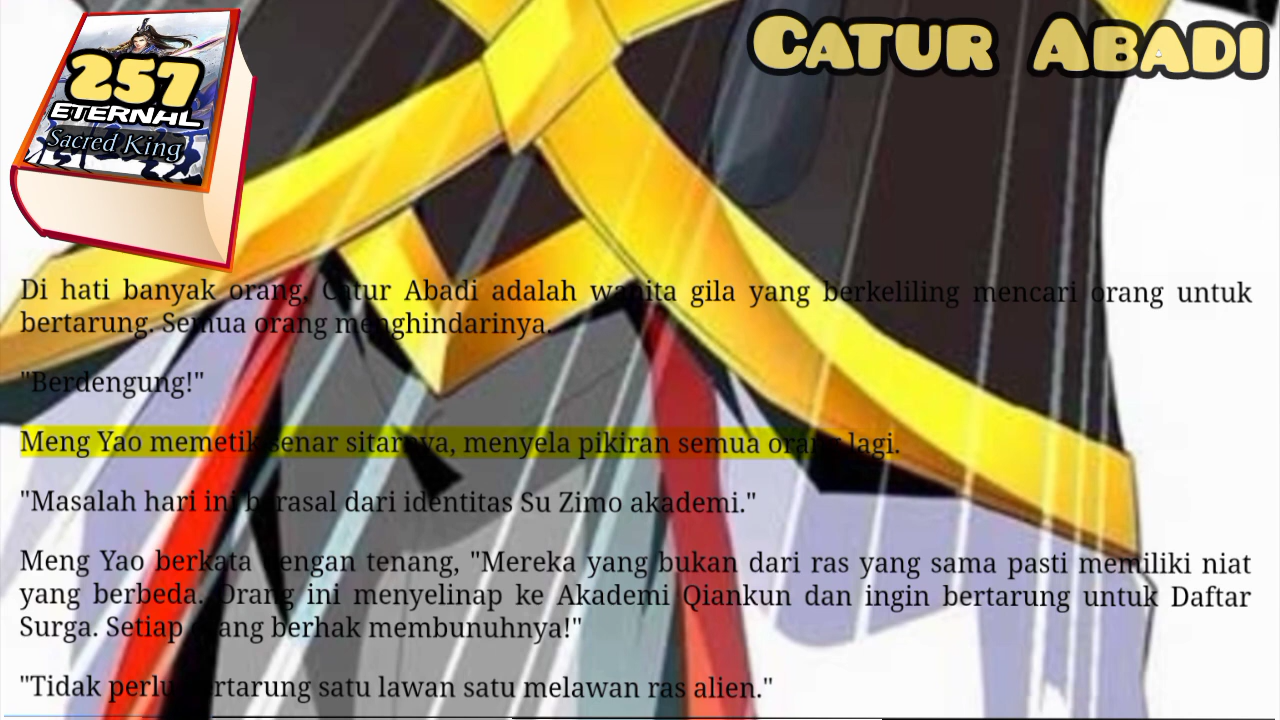 257
ETERNAL
Sacred King
CATUR ABADI
Di hati banyak orang, Catur Abadi adalah wanita gila yang berkeliling mencari orang untuk
bertarung. Semua orang menghindarinya.
"Berdengung!"
Meng Yao memetik senar sitarnya, menyela pikiran semua orang lagi.
"Masalah hari ini berasal dari identitas Su Zimo akademi."
Meng Yao berkata dengan tenang, "Mereka yang bukan dari ras yang sama pasti memiliki niat
yang berbeda. Orang ini menyelinap ke Akademi Qiankun dan ingin bertarung untuk Daftar
Surga. Setiap orang berhak membunuhnya!"
"Tidak perlu bertarung satu lawan satu melawan ras alien."